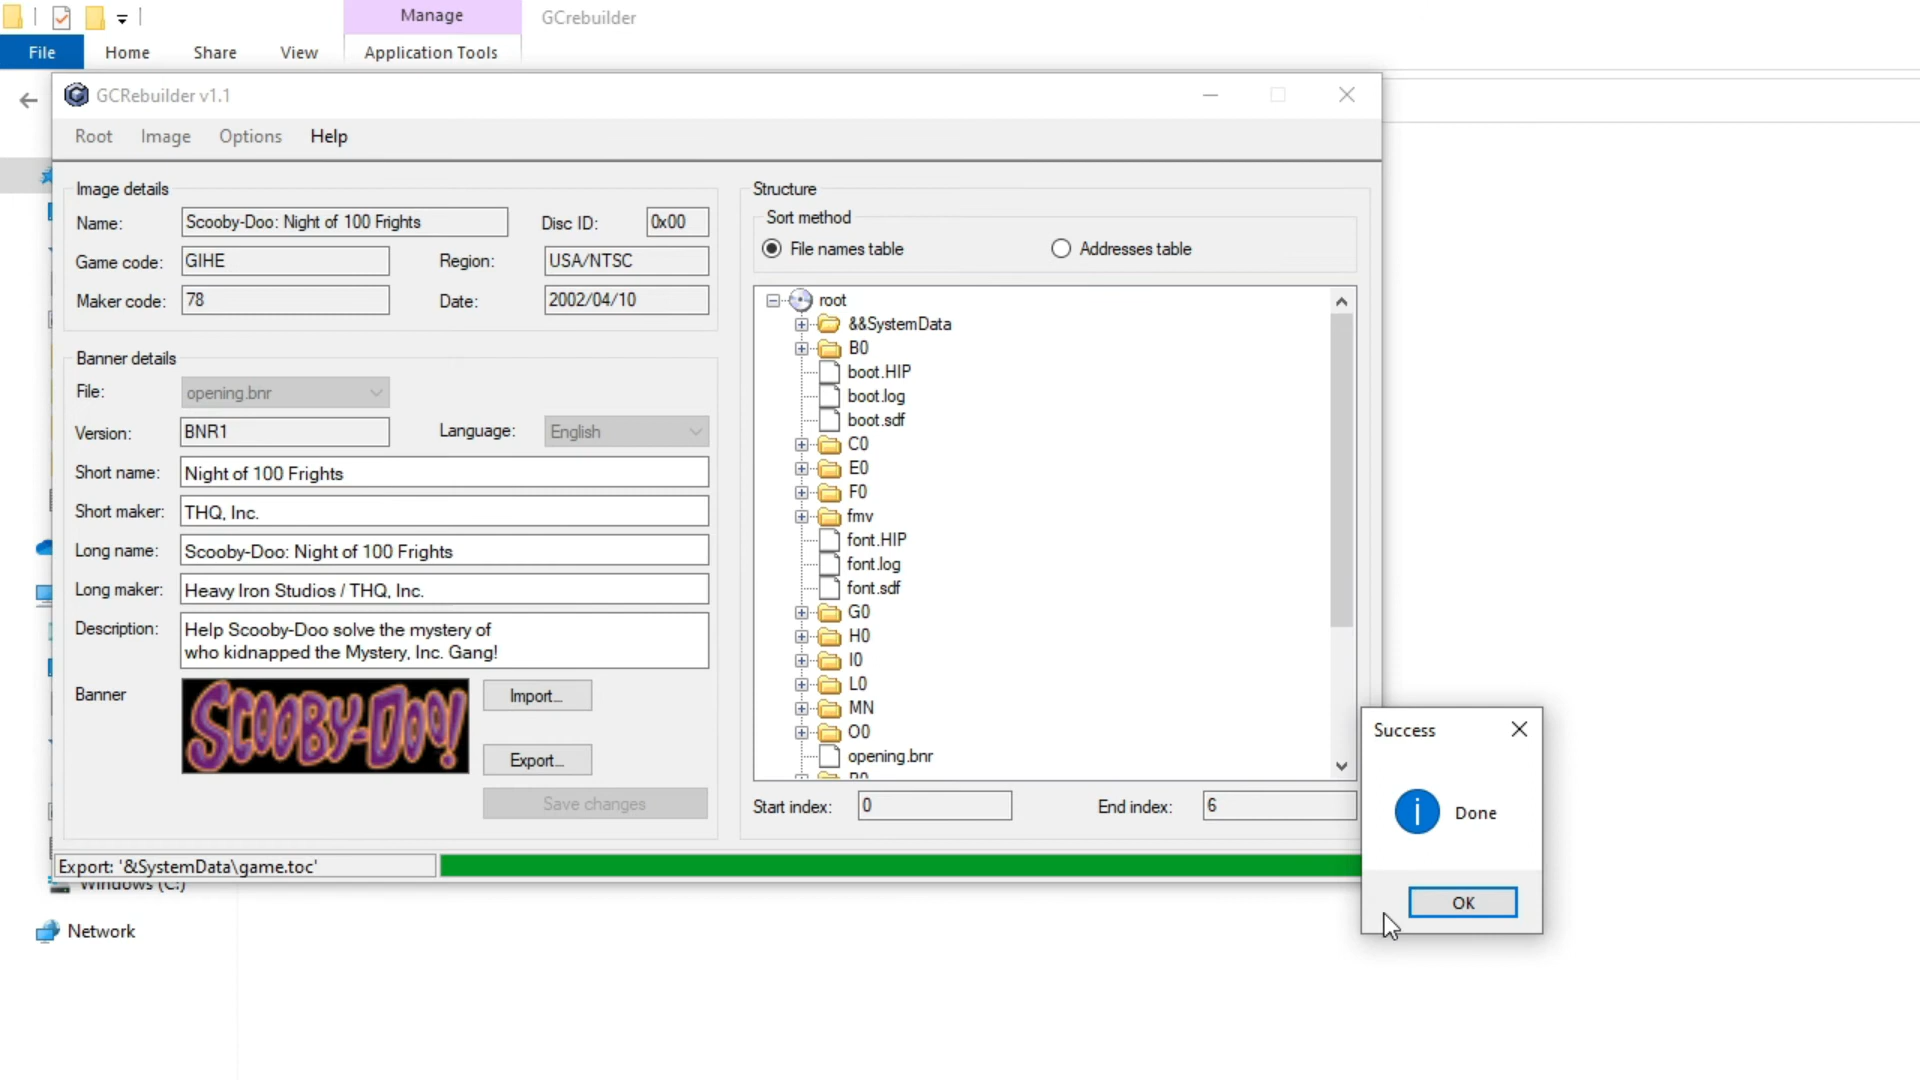 Manage
GCrebuilder
File
Home
Share
View
Application Tools
GCRebuilder v1.1
Root
Image
Options
Help
Image details
Name:
Scooby-Doo: Night of 100 Frights
Disc ID:
0x00
Game code:
GIHE
Region:
USA/NTSC
Maker code:
78
Date:
2002/04/10
Banner details
File:
opening.bnr
Version:
BNR1
Language:
English
Short name:
Night of 100 Frights
Short maker:
THQ, Inc.
Long name:
Scooby-Doo: Night of 100 Frights
Long maker:
Heavy Iron Studios / THQ, Inc.
Description:
Help Scooby-Doo solve the mystery of
who kidnapped the Mystery, Inc. Gang!
Banner
SCOOBY-DOO!
Import...
Export...
Save changes
Structure
Sort method
File names table
Addresses table
root
&&SystemData
B0
boot.HIP
boot.log
boot.sdf
C0
E0
F0
fmv
font.HIP
font.log
font.sdf
G0
H0
I0
L0
MN
O0
opening.bnr
Start index:
0
End index:
6
Export: '&SystemData\game.toc'
Success
Done
OK
Windows (C:)
Network